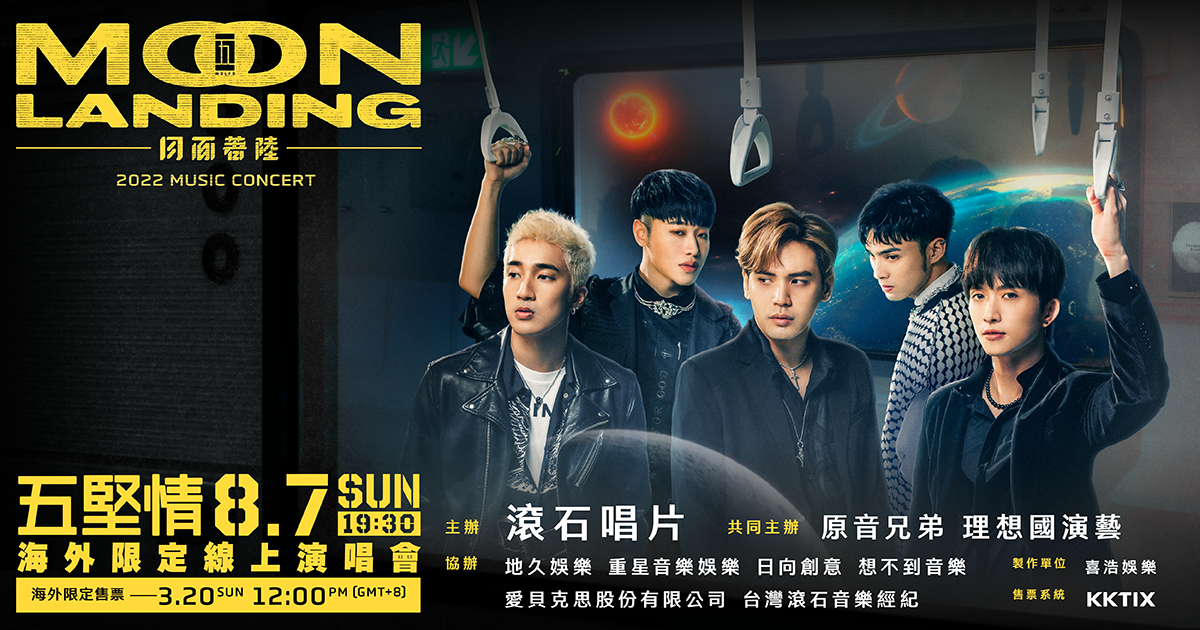 MOON
LANDING
月面著陸
2022 MUSIC CONCERT
五堅情 8.7 SUN 19:30
海外限定線上演唱會
海外限定售票 — 3.20 SUN 12:00 PM (GMT+8)
主辦 滾石唱片 共同主辦 原音兄弟 理想國演藝
協辦 地久娛樂 重星音樂娛樂 日向創意 想不到音樂 製作單位 喜浩娛樂
愛貝克思股份有限公司 台灣滾石音樂經紀 售票系統 KKTIX